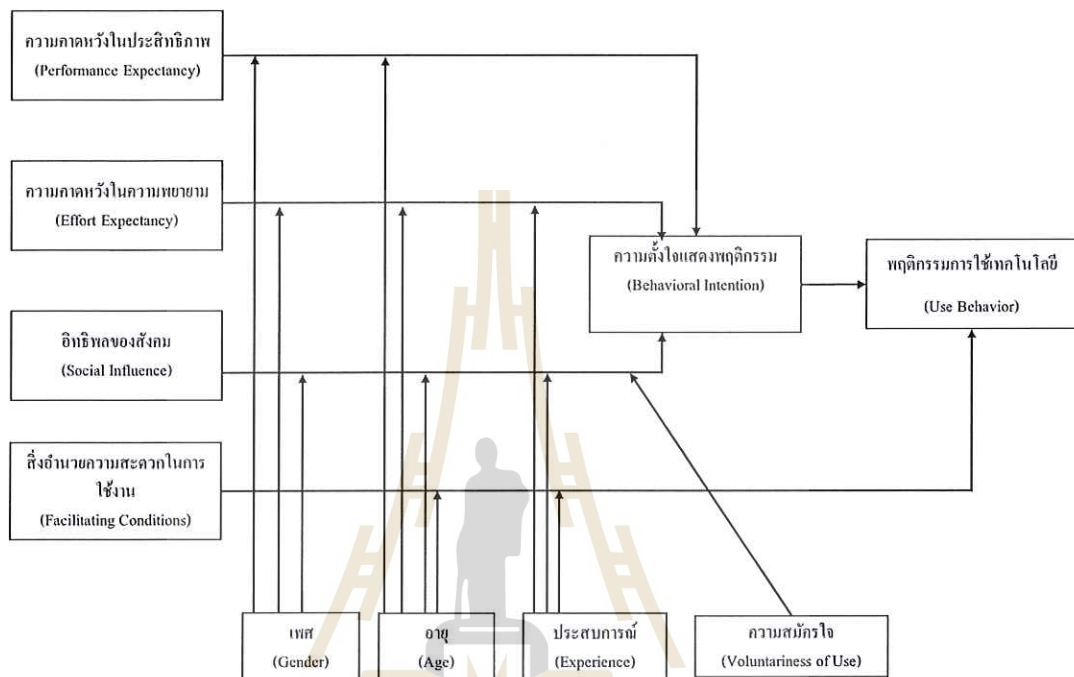 ความคาดหวังในประสิทธิภาพ
(Performance Expectancy)
ความคาดหวังในความพยายาม
(Effort Expectancy)
ความตั้งใจแสดงพฤติกรรม
(Behavioral Intention)
พฤติกรรมการใช้เทคโนโลยี
(Use Behavior)
อิทธิพลของสังคม
(Social Influence)
สิ่งอำนวยความสะดวกในการ
ใช้งาน
(Facilitating Conditions)
เพศ
(Gender)
อายุ
(Age)
ประสบการณ์
(Experience)
ความสมัครใจ
(Voluntariness of Use)